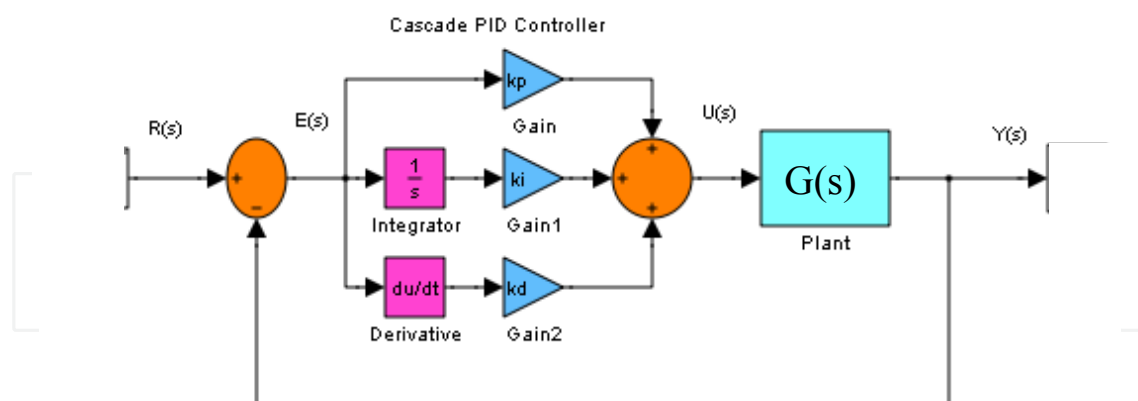 Cascade PID Controller
kp
Gain
R(s)
E(s)
U(s)
Y(s)
+
−
1
s
Integrator
ki
Gain1
+
+
+
G(s)
Plant
du/dt
Derivative
kd
Gain2